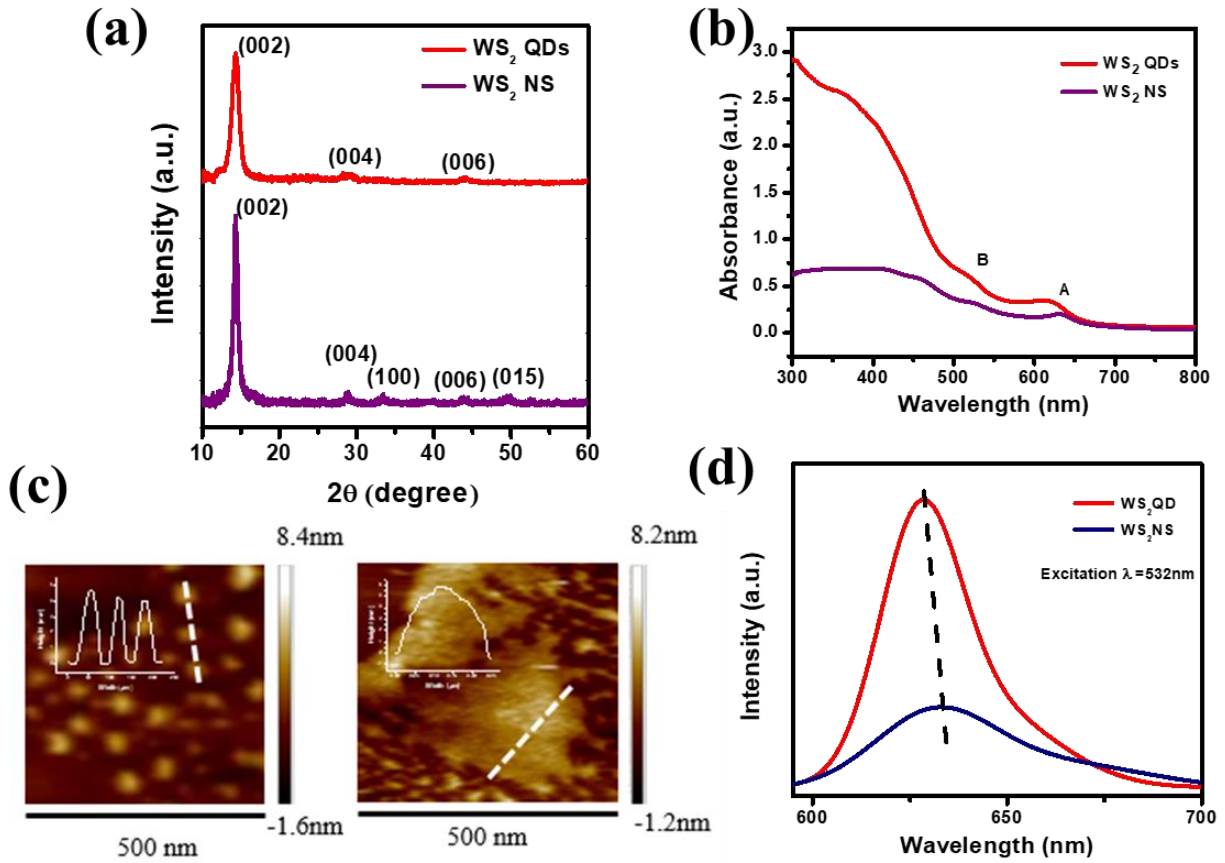 (a)
(002)
WS₂ QDs
WS₂ NS
(004)
(006)
(002)
(004)
(100)
(006)
(015)
Intensity (a.u.)
10 20 30 40 50 60
2θ (degree)
(b)
3.0
2.5
2.0
1.5
1.0
0.5
0.0
WS₂ QDs
WS₂ NS
B
A
Absorbance (a.u.)
300 400 500 600 700 800
Wavelength (nm)
(c)
8.4nm
-1.6nm
500 nm
8.2nm
-1.2nm
500 nm
(d)
WS₂QD
WS₂NS
Excitation λ=532nm
Intensity (a.u.)
600 650 700
Wavelength (nm)